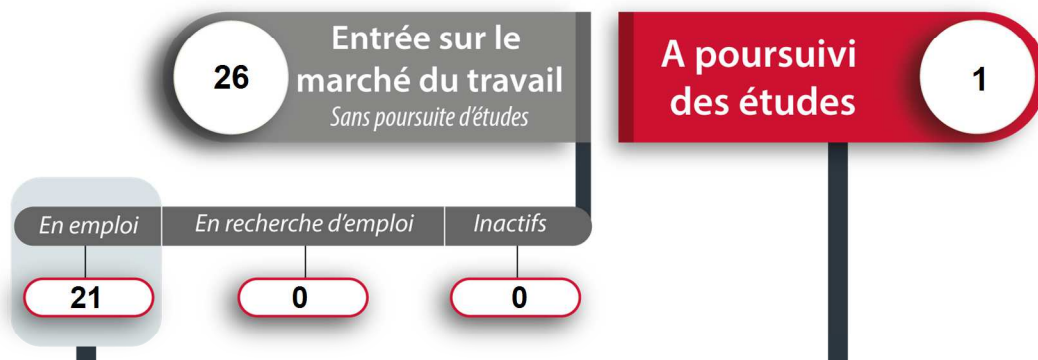 26
Entrée sur le
marché du travail
Sans poursuite d'études
A poursuivi
des études
1
En emploi
En recherche d'emploi
Inactifs
21
0
0